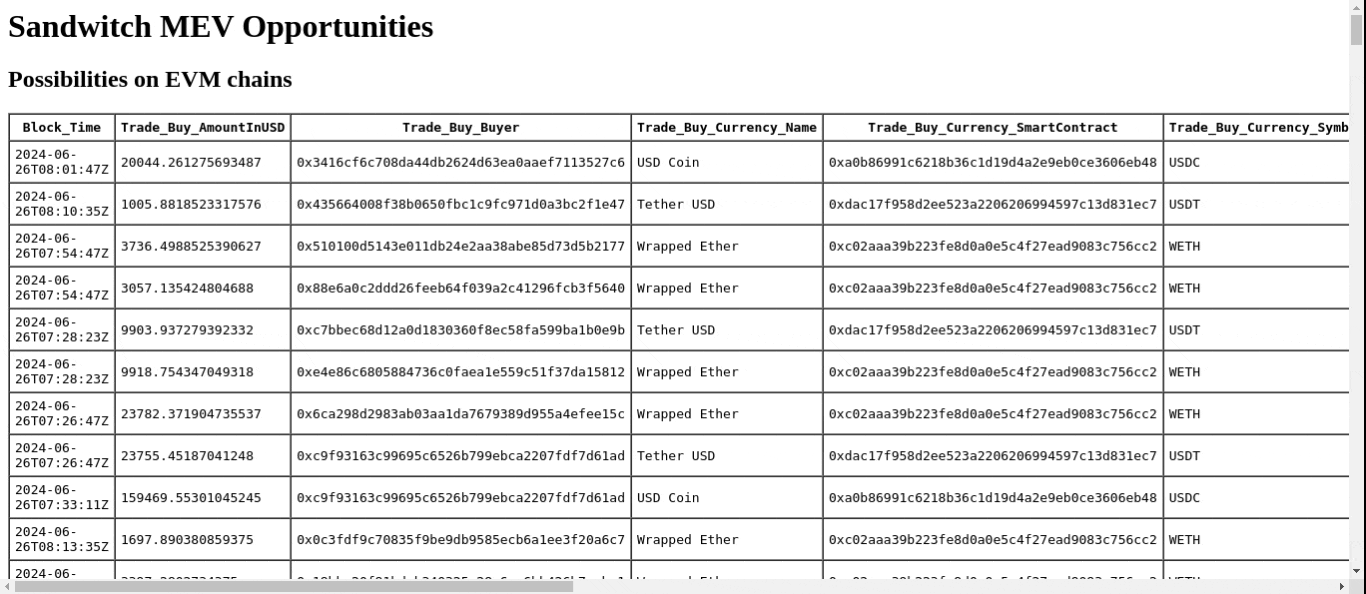 Sandwitch MEV Opportunities
Possibilities on EVM chains
Block_Time Trade_Buy_AmountInUSD Trade_Buy_Buyer Trade_Buy_Currency_Name Trade_Buy_Currency_SmartContract Trade_Buy_Currency_Symb
2024-06-
26T08:01:47Z 20044.261275693487 0x3416cf6c708da44db2624d63ea0aaef7113527c6 USD Coin 0xa0b86991c6218b36c1d19d4a2e9eb0ce3606eb48 USDC
2024-06-
26T08:10:35Z 1005.8818523317576 0x435664008f38b0650fbc1c9fc971d0a3bc2f1e47 Tether USD 0xdac17f958d2ee523a2206206994597c13d831ec7 USDT
2024-06-
26T07:54:47Z 3736.4988525390627 0x510100d5143e011db24e2aa38abe85d73d5b2177 Wrapped Ether 0xc02aaa39b223fe8d0a0e5c4f27ead9083c756cc2 WETH
2024-06-
26T07:54:47Z 3057.135424804688 0x88e6a0c2ddd26feeb64f039a2c41296fcb3f5640 Wrapped Ether 0xc02aaa39b223fe8d0a0e5c4f27ead9083c756cc2 WETH
2024-06-
26T07:28:23Z 9903.937279392332 0xc7bbec68d12a0d1830360f8ec58fa599ba1b0e9b Tether USD 0xdac17f958d2ee523a2206206994597c13d831ec7 USDT
2024-06-
26T07:28:23Z 9918.754347049318 0xe4e86c6805884736c0faea1e559c51f37da15812 Wrapped Ether 0xc02aaa39b223fe8d0a0e5c4f27ead9083c756cc2 WETH
2024-06-
26T07:26:47Z 23782.371904735537 0x6ca298d2983ab03aa1da7679389d955a4efee15c Wrapped Ether 0xc02aaa39b223fe8d0a0e5c4f27ead9083c756cc2 WETH
2024-06-
26T07:26:47Z 23755.45187041248 0xc9f93163c99695c6526b799ebca2207fdf7d61ad Tether USD 0xdac17f958d2ee523a2206206994597c13d831ec7 USDT
2024-06-
26T07:33:11Z 159469.55301045245 0xc9f93163c99695c6526b799ebca2207fdf7d61ad USD Coin 0xa0b86991c6218b36c1d19d4a2e9eb0ce3606eb48 USDC
2024-06-
26T08:13:35Z 1697.890380859375 0x0c3fdf9c70835f9be9db9585ecb6a1ee3f20a6c7 Wrapped Ether 0xc02aaa39b223fe8d0a0e5c4f27ead9083c756cc2 WETH
2024-06-